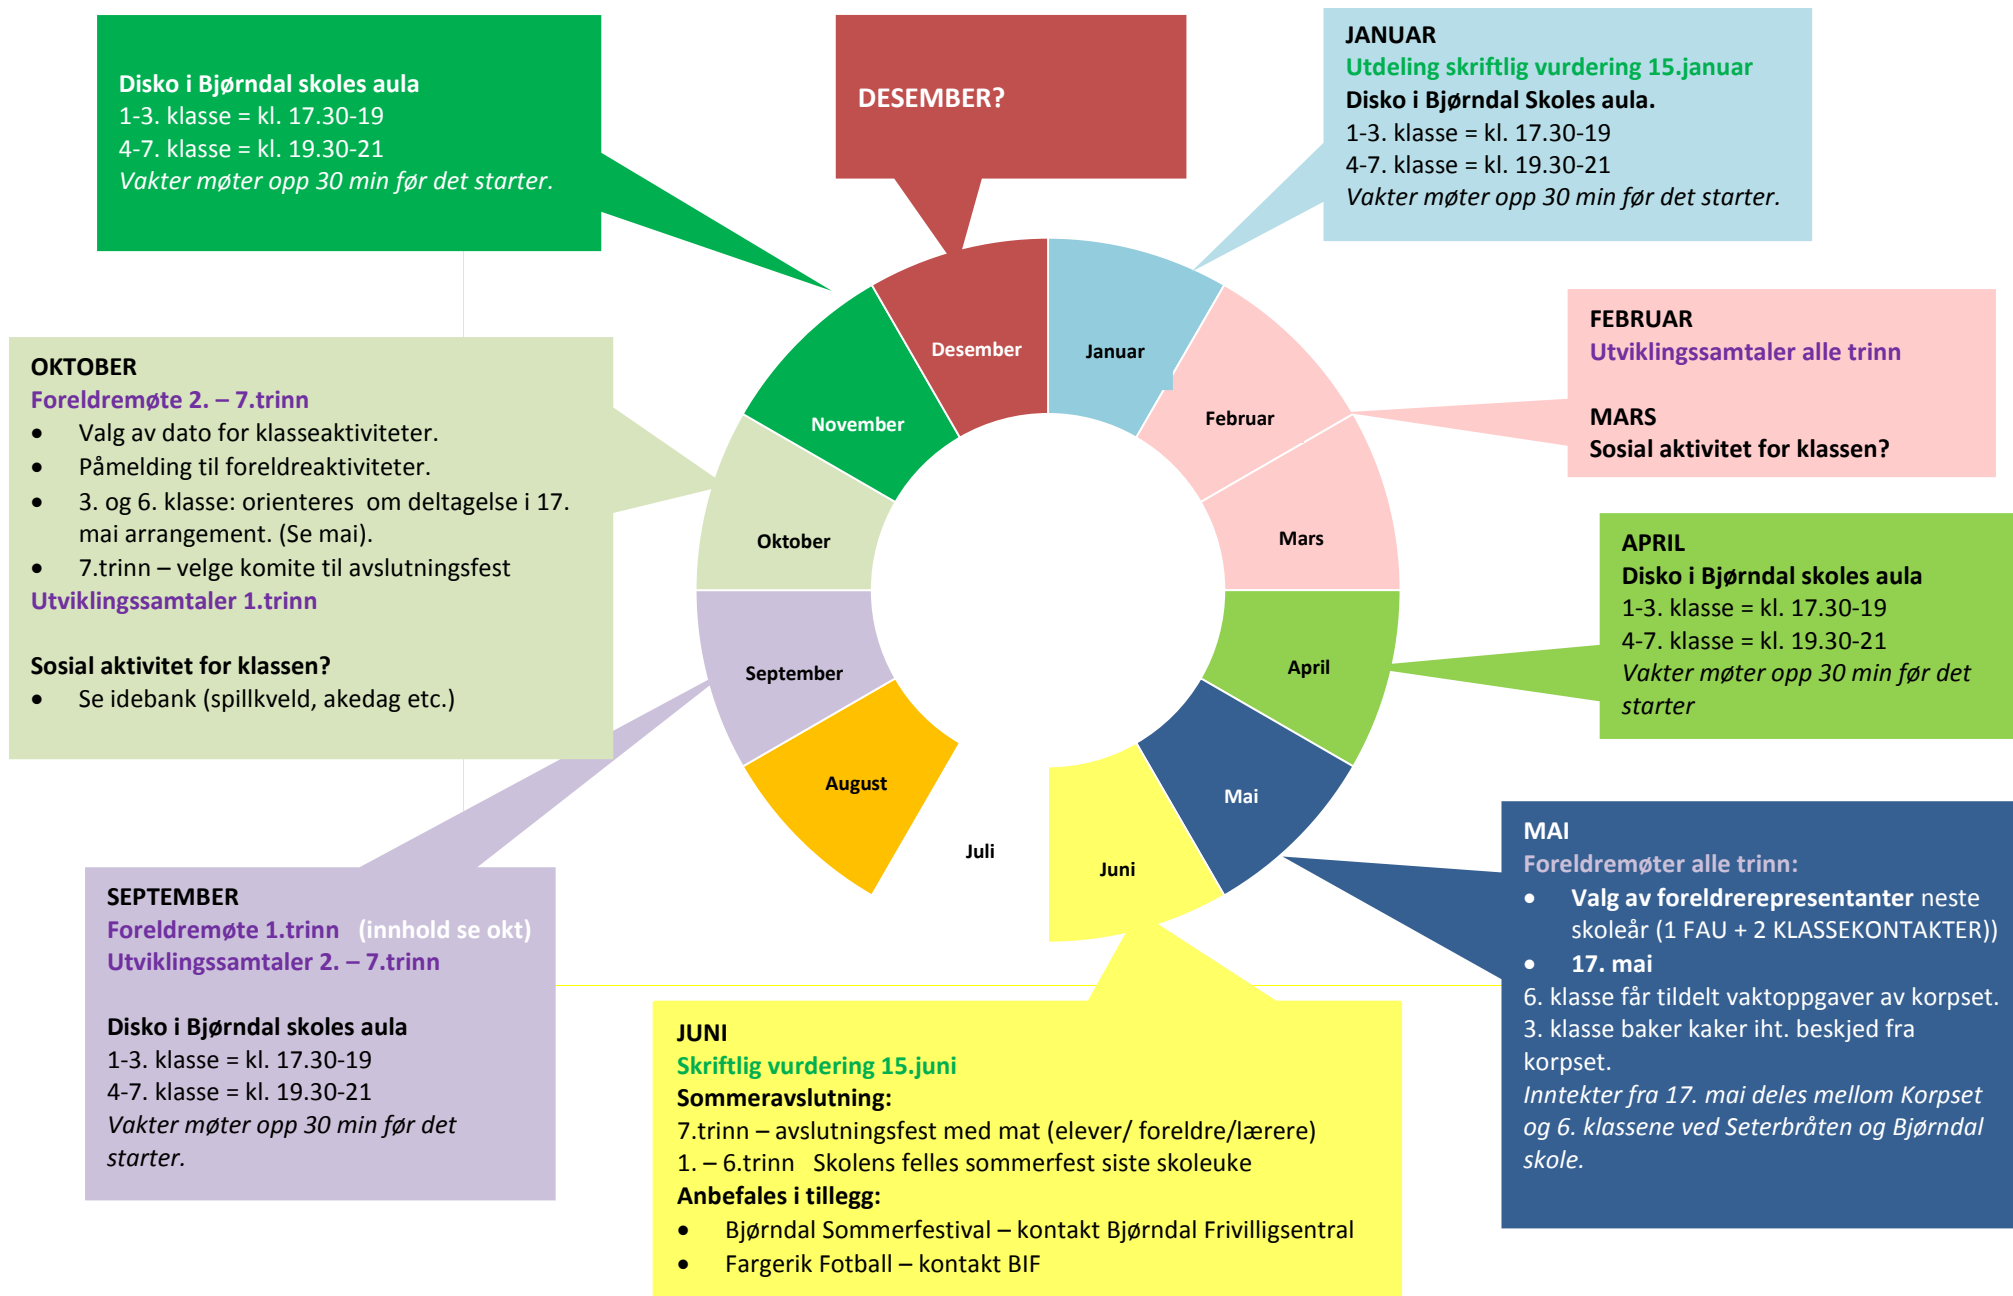 Disko i Bjørndal skoles aula
1-3. klasse = kl. 17.30-19
4-7. klasse = kl. 19.30-21
Vakter møter opp 30 min før det starter.
DESEMBER?
JANUAR
Utdeling skriftlig vurdering 15.januar
Disko i Bjørndal Skoles aula.
1-3. klasse = kl. 17.30-19
4-7. klasse = kl. 19.30-21
Vakter møter opp 30 min før det starter.
FEBRUAR
Utviklingssamtaler alle trinn
MARS
Sosial aktivitet for klassen?
OKTOBER
Foreldremøte 2. – 7.trinn
• Valg av dato for klasseaktiviteter.
• Påmelding til foreldreaktiviteter.
• 3. og 6. klasse: orienteres  om deltagelse i 17.
mai arrangement. (Se mai).
• 7.trinn – velge komite til avslutningsfest
Utviklingssamtaler 1.trinn
Sosial aktivitet for klassen?
• Se idebank (spillkveld, akedag etc.)
Desember
Januar
November
Februar
Oktober
Mars
September
April
August
Mai
Juli
Juni
APRIL
Disko i Bjørndal skoles aula
1-3. klasse = kl. 17.30-19
4-7. klasse = kl. 19.30-21
Vakter møter opp 30 min før det
starter
SEPTEMBER
Foreldremøte 1.trinn   (innhold se okt)
Utviklingssamtaler 2. – 7.trinn
Disko i Bjørndal skoles aula
1-3. klasse = kl. 17.30-19
4-7. klasse = kl. 19.30-21
Vakter møter opp 30 min før det
starter.
JUNI
Skriftlig vurdering 15.juni
Sommeravslutning:
7.trinn – avslutningsfest med mat (elever/ foreldre/lærere)
1. – 6.trinn   Skolens felles sommerfest siste skoleuke
Anbefales i tillegg:
• Bjørndal Sommerfestival – kontakt Bjørndal Frivilligsentral
• Fargerik Fotball – kontakt BIF
MAI
Foreldremøter alle trinn:
• Valg av foreldrerepresentanter neste
skoleår (1 FAU + 2 KLASSEKONTAKTER))
• 17. mai
6. klasse får tildelt vaktoppgaver av korpset.
3. klasse baker kaker iht. beskjed fra
korpset.
Inntekter fra 17. mai deles mellom Korpset
og 6. klassene ved Seterbråten og Bjørndal
skole.